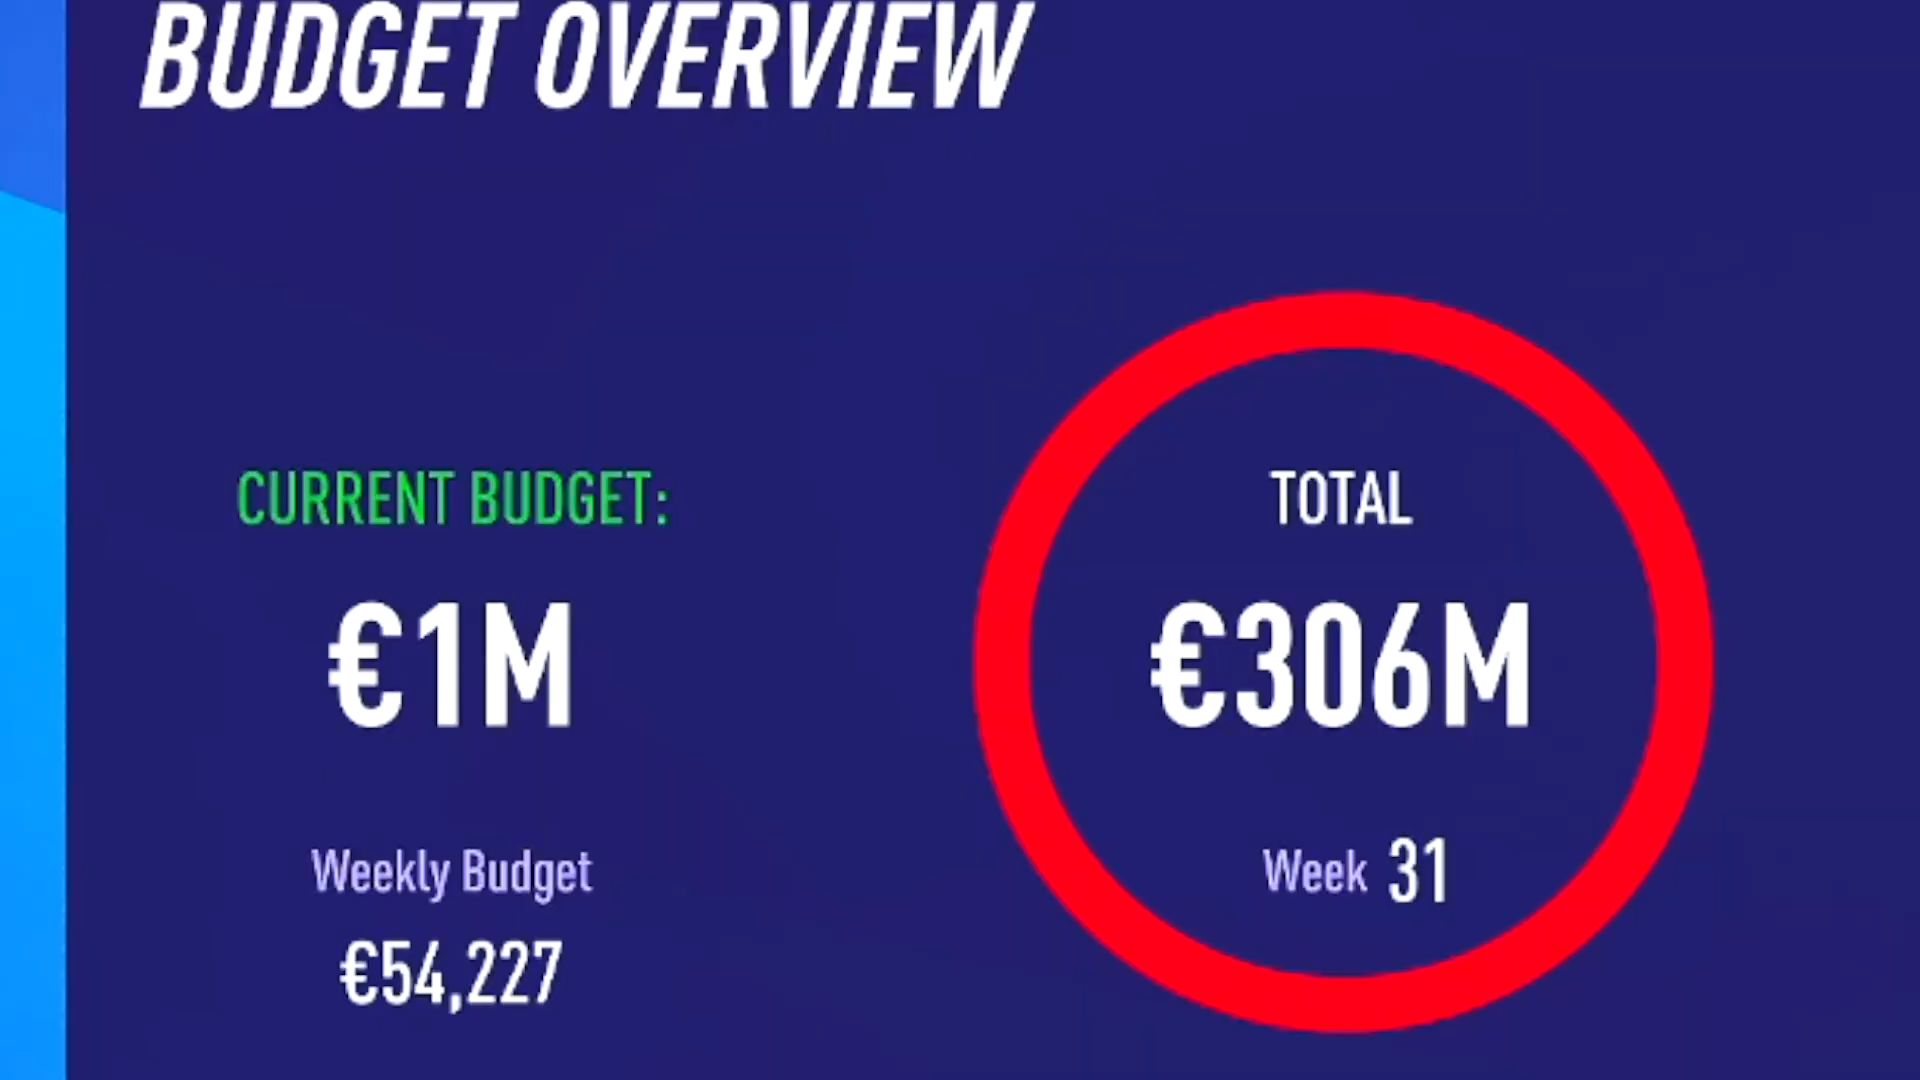 BUDGET OVERVIEW
CURRENT BUDGET:
€1M
Weekly Budget
€54,227
TOTAL
€306M
Week 31